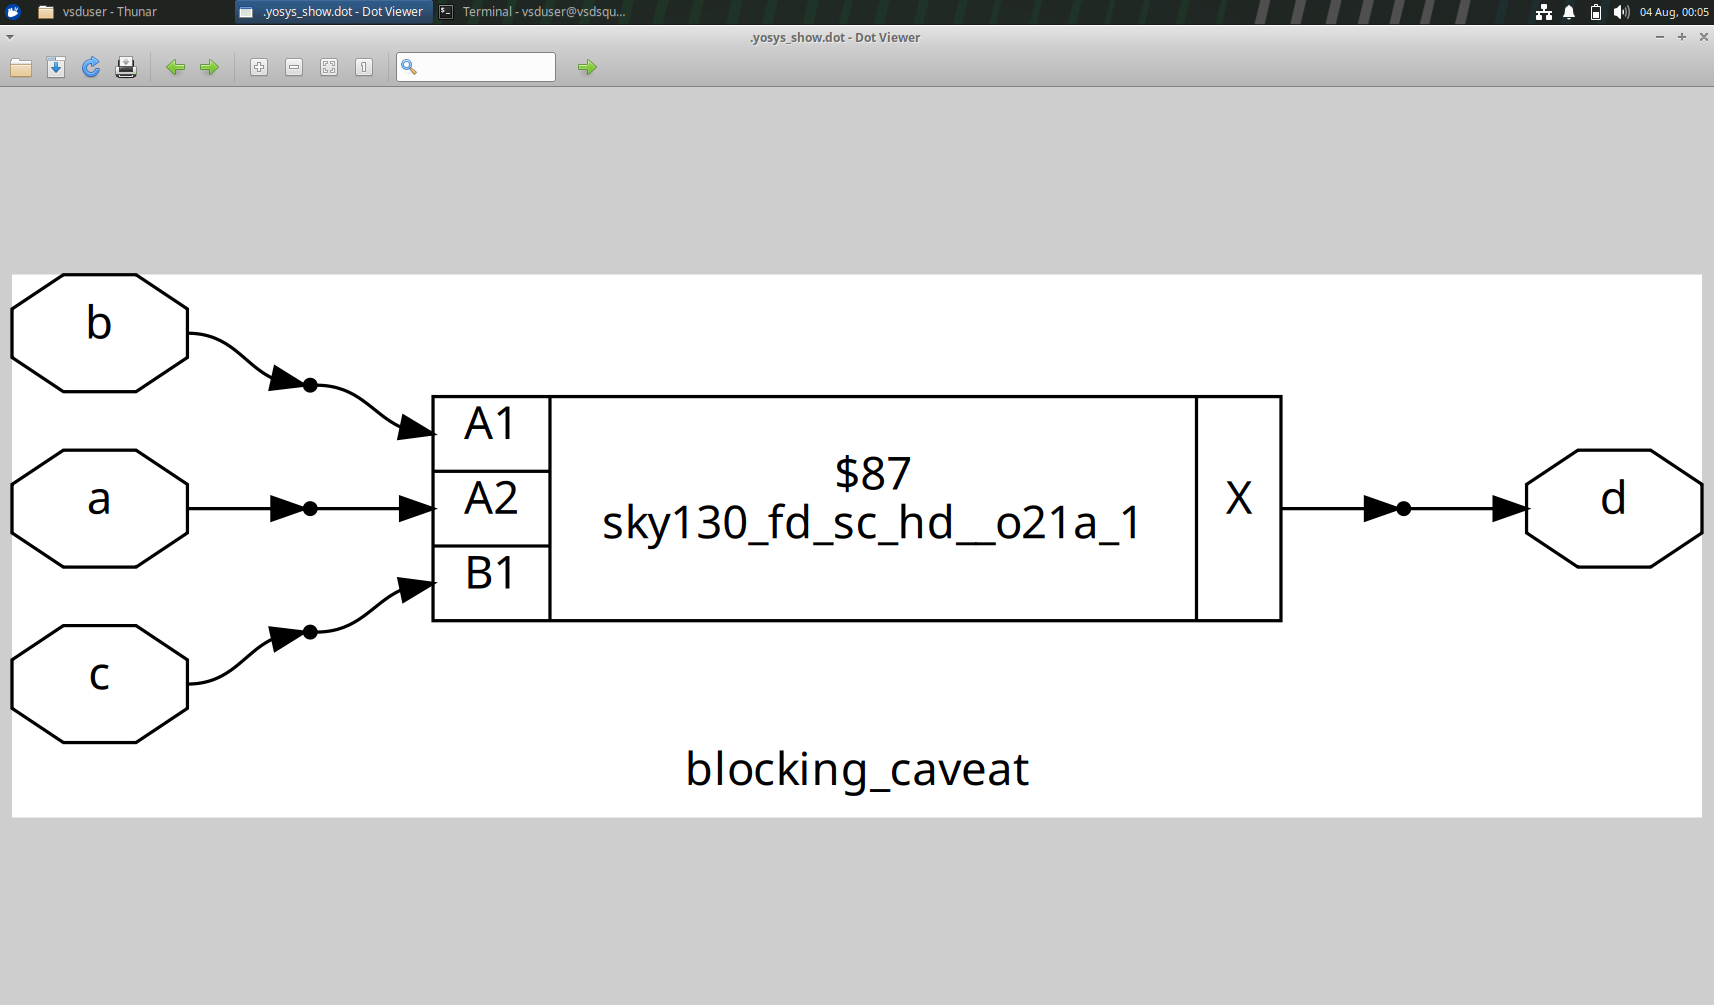 vsduser - Thunar
.yosys_show.dot - Dot Viewer
Terminal - vsduser@vsdsqu...
04 Aug, 00:05
.yosys_show.dot - Dot Viewer
b
a
c
A1
A2
B1
$87
sky130_fd_sc_hd__o21a_1
X
d
blocking_caveat